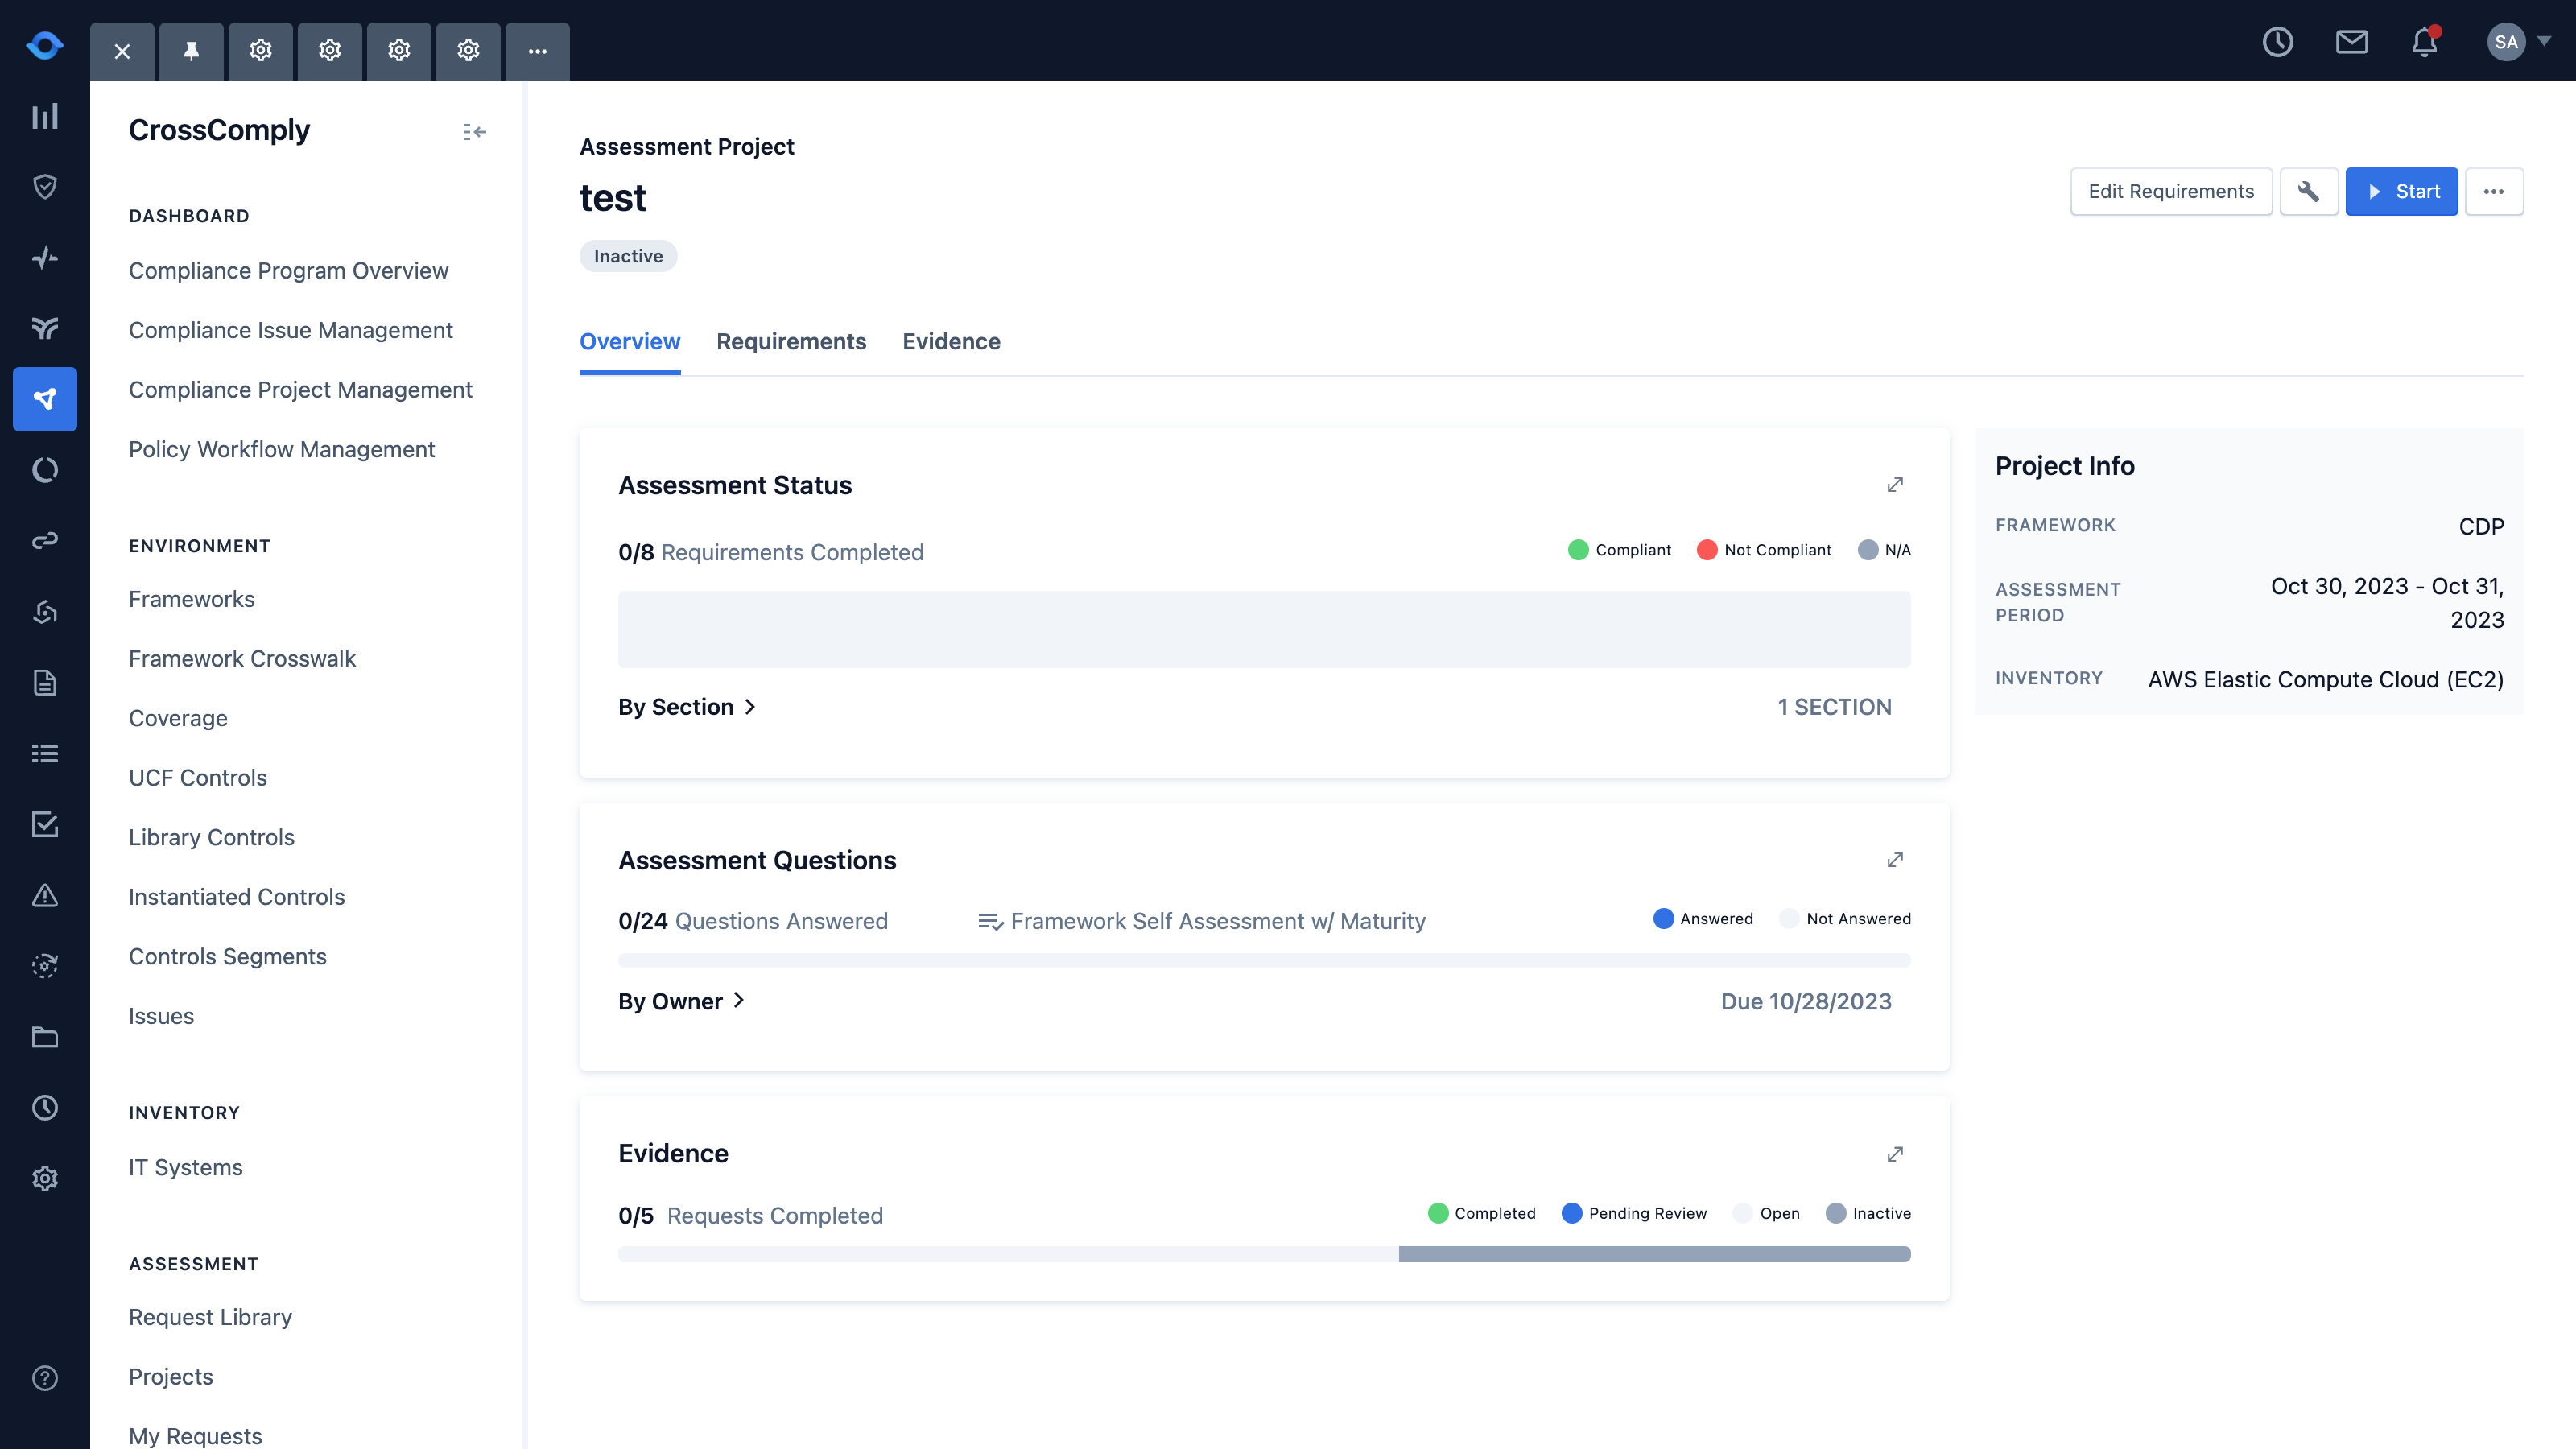 SA
CrossComply
DASHBOARD
Compliance Program Overview
Compliance Issue Management
Compliance Project Management
Policy Workflow Management
ENVIRONMENT
Frameworks
Framework Crosswalk
Coverage
UCF Controls
Library Controls
Instantiated Controls
Controls Segments
Issues
INVENTORY
IT Systems
ASSESSMENT
Request Library
Projects
My Requests
Assessment Project
test
Inactive
Edit Requirements
Start
Overview Requirements Evidence
Assessment Status
0/8 Requirements Completed
Compliant Not Compliant N/A
By Section
1 SECTION
Assessment Questions
0/24 Questions Answered
Framework Self Assessment w/ Maturity
Answered Not Answered
By Owner
Due 10/28/2023
Evidence
0/5 Requests Completed
Completed Pending Review Open Inactive
Project Info
FRAMEWORK CDP
ASSESSMENT
PERIOD
Oct 30, 2023 - Oct 31,
2023
INVENTORY AWS Elastic Compute Cloud (EC2)